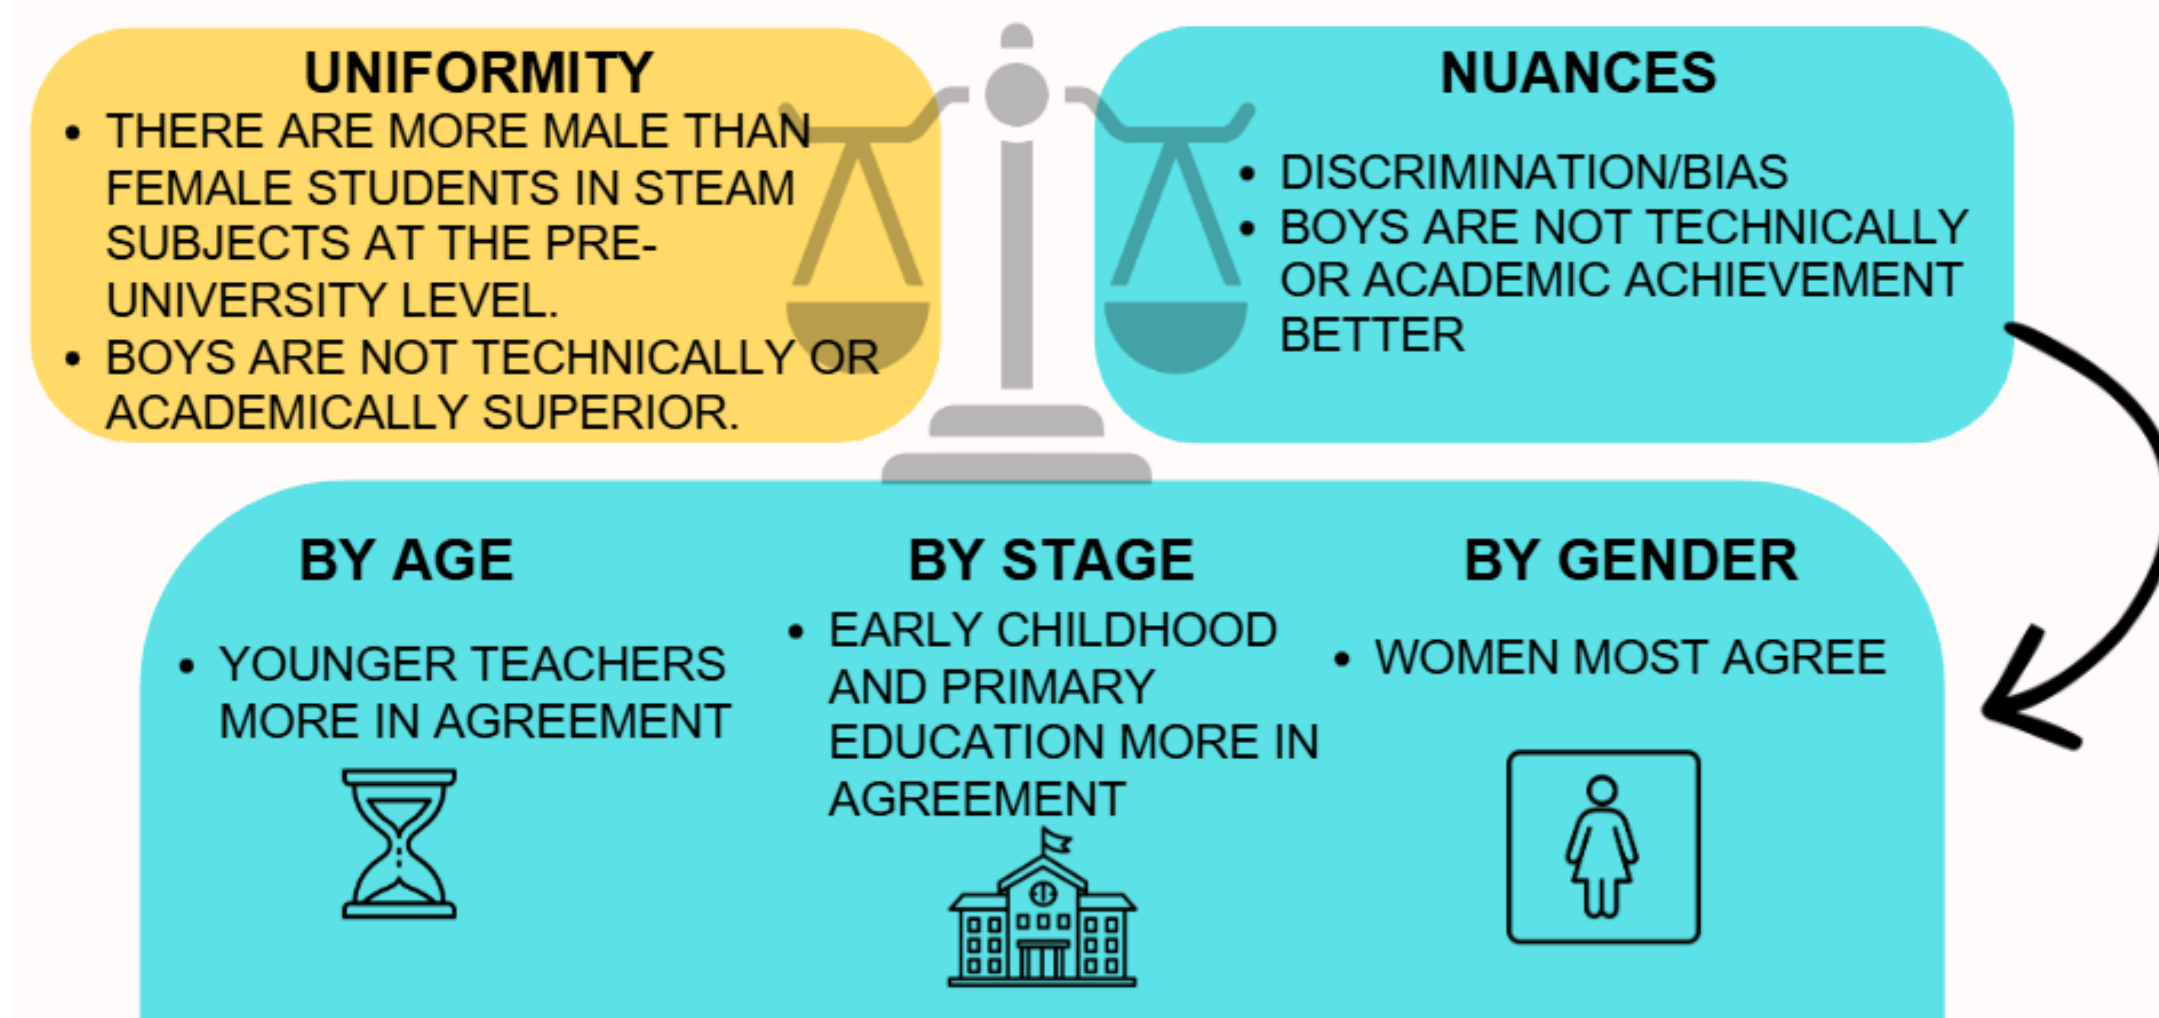 UNIFORMITY
• THERE ARE MORE MALE THAN
FEMALE STUDENTS IN STEAM
SUBJECTS AT THE PRE-
UNIVERSITY LEVEL.
• BOYS ARE NOT TECHNICALLY OR
ACADEMICALLY SUPERIOR.
NUANCES
• DISCRIMINATION/BIAS
• BOYS ARE NOT TECHNICALLY
OR ACADEMIC ACHIEVEMENT
BETTER
BY AGE
• YOUNGER TEACHERS
MORE IN AGREEMENT
BY STAGE
• EARLY CHILDHOOD
AND PRIMARY
EDUCATION MORE IN
AGREEMENT
BY GENDER
• WOMEN MOST AGREE